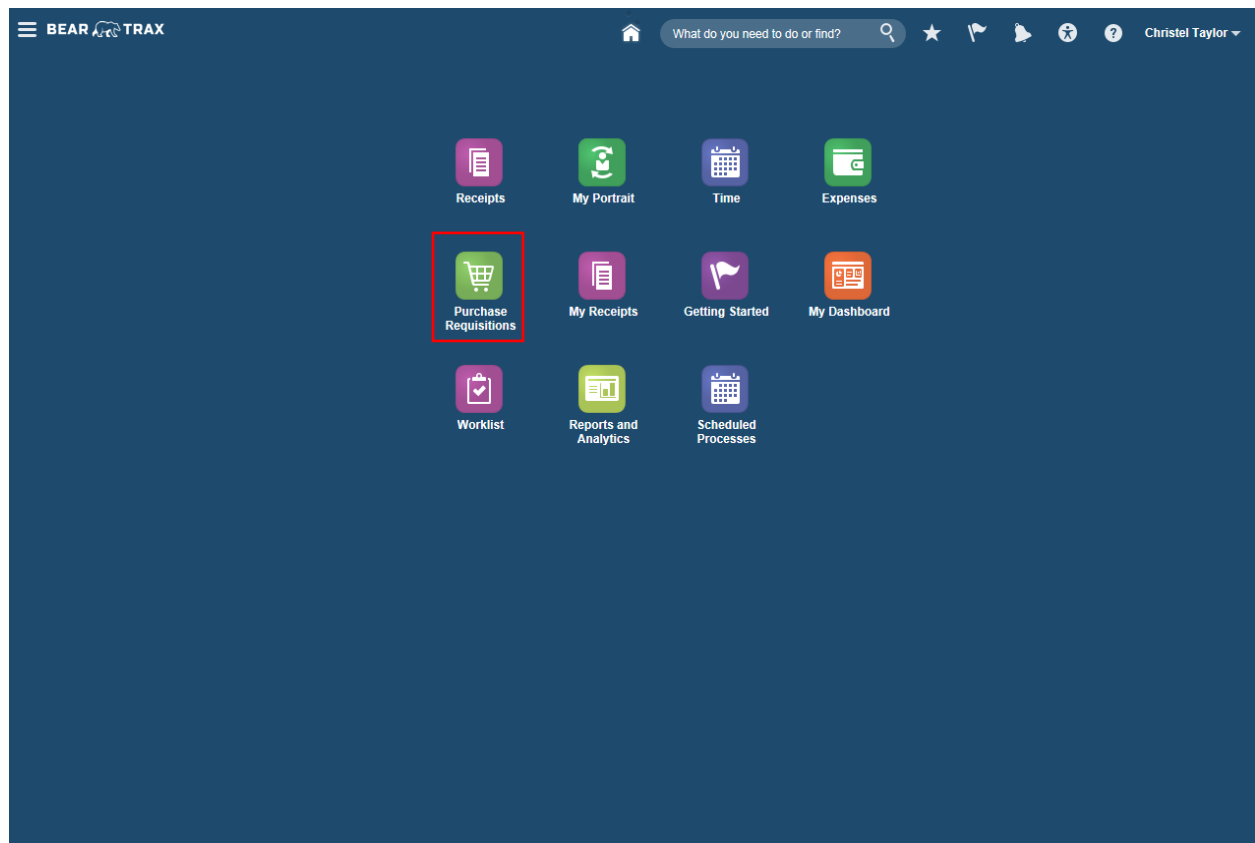 BEAR TRAX
What do you need to do or find?
Christel Taylor
Receipts
My Portrait
Time
Expenses
Purchase
Requisitions
My Receipts
Getting Started
My Dashboard
Worklist
Reports and
Analytics
Scheduled
Processes